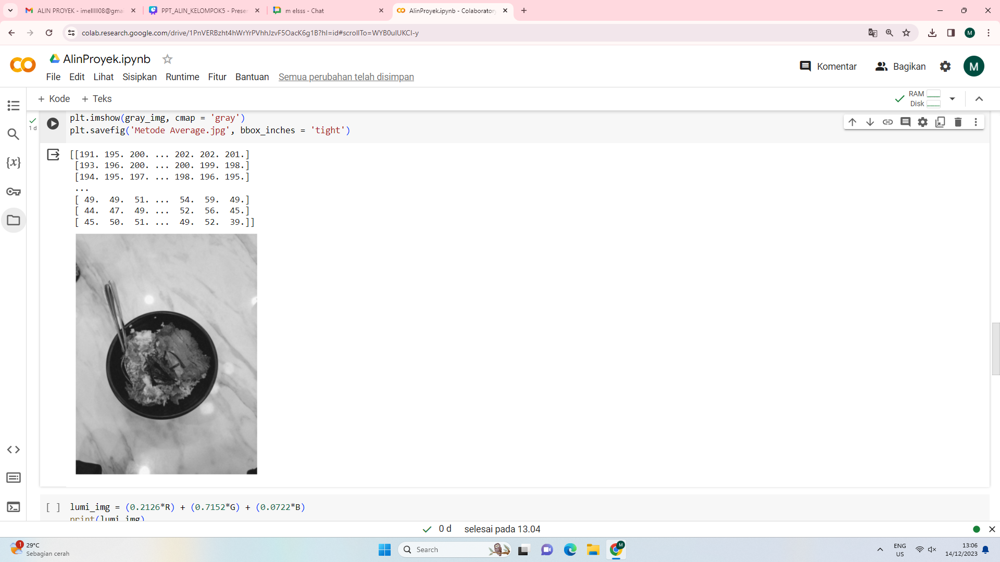 ALIN PROYEK - imelllll08@gma
PPT_ALIN_KELOMPOK5 - Prese
m elsss - Chat
AlinProyek.ipynb - Colaboratory
colab.research.google.com/drive/1PnVERBzht4hWrYrPVhhJzvF5OacK6g1B?hl=id#scrollTo=WYB0ulUKCI-y
M
AlinProyek.ipynb
File Edit Lihat Sisipkan Runtime Fitur Bantuan Semua perubahan telah disimpan
Komentar
Bagikan
M
+ Kode + Teks
RAM
Disk
1 d
plt.imshow(gray_img, cmap = 'gray')
plt.savefig('Metode Average.jpg', bbox_inches = 'tight')
[[191. 195. 200. ... 202. 202. 201.]
[193. 196. 200. ... 200. 199. 198.]
[194. 195. 197. ... 198. 196. 195.]
...
[ 49. 49. 51. ... 54. 59. 49.]
[ 44. 47. 49. ... 52. 56. 45.]
[ 45. 50. 51. ... 49. 52. 39.]]
{x}
[ ] lumi_img = (0.2126*R) + (0.7152*G) + (0.0722*B)
print(lumi_img)
0 d selesai pada 13.04
1
29°C
Sebagian cerah
Search
M
ENG
US
13:06
14/12/2023